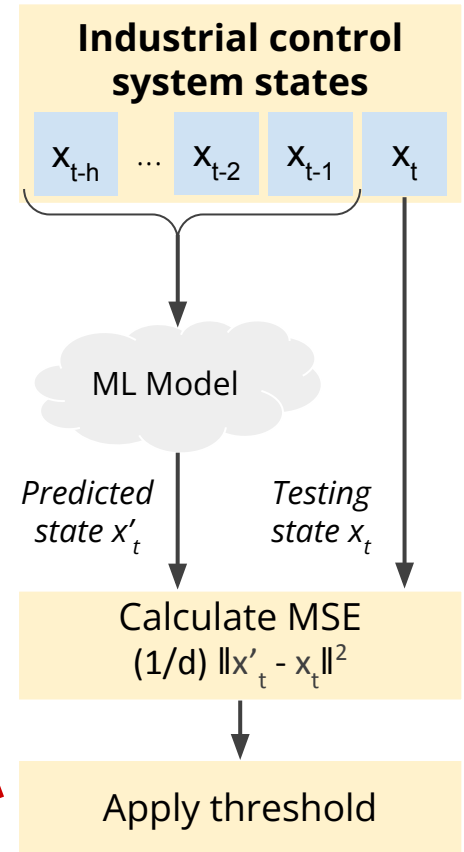 Industrial control
system states
x_{t-h} ... x_{t-2} x_{t-1} x_t
ML Model
Predicted
state x'_t
Testing
state x_t
Calculate MSE
(1/d) ‖x'_t - x_t‖²
Apply threshold